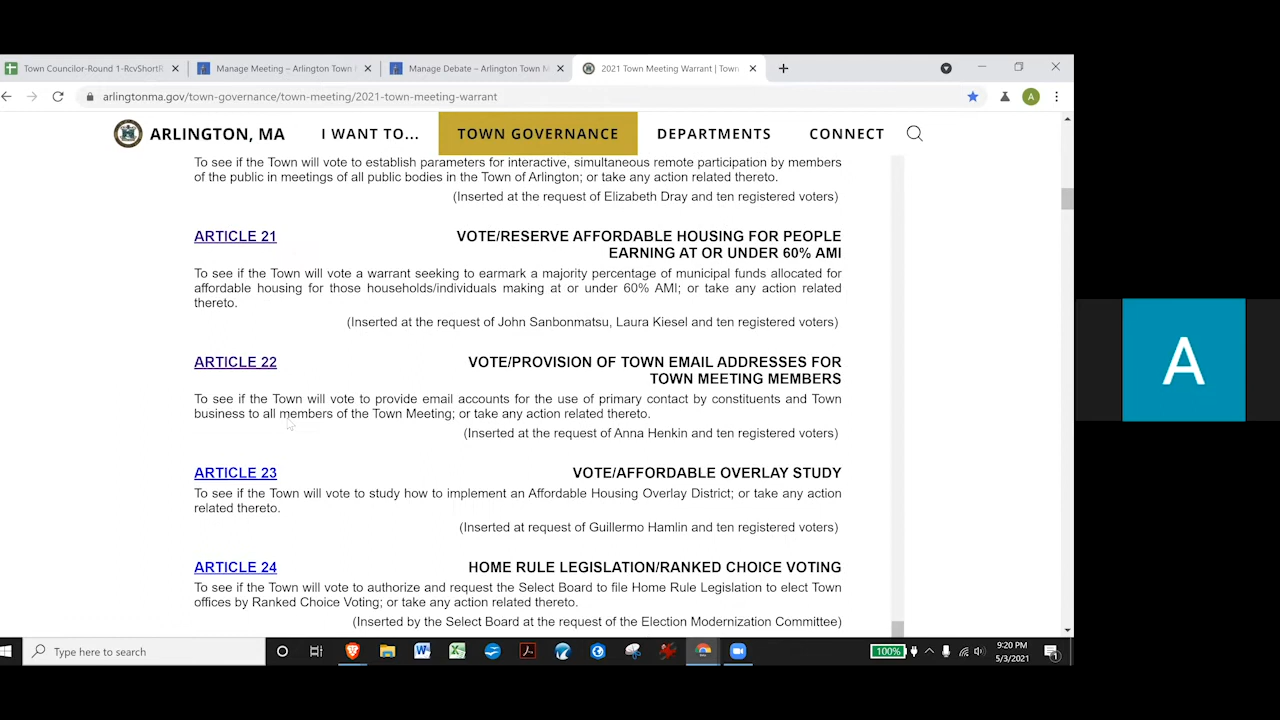 Town Councilor-Round 1-RcvShortR
Manage Meeting – Arlington Town
Manage Debate – Arlington Town M
2021 Town Meeting Warrant | Town
arlingtonma.gov/town-governance/town-meeting/2021-town-meeting-warrant
A
ARLINGTON, MA
I WANT TO...
TOWN GOVERNANCE
DEPARTMENTS
CONNECT
To see if the Town will vote to establish parameters for interactive, simultaneous remote participation by members
of the public in meetings of all public bodies in the Town of Arlington; or take any action related thereto.
(Inserted at the request of Elizabeth Dray and ten registered voters)
ARTICLE 21
VOTE/RESERVE AFFORDABLE HOUSING FOR PEOPLE
EARNING AT OR UNDER 60% AMI
To see if the Town will vote a warrant seeking to earmark a majority percentage of municipal funds allocated for
affordable housing for those households/individuals making at or under 60% AMI; or take any action related
thereto.
(Inserted at the request of John Sanbonmatsu, Laura Kiesel and ten registered voters)
ARTICLE 22
VOTE/PROVISION OF TOWN EMAIL ADDRESSES FOR
TOWN MEETING MEMBERS
To see if the Town will vote to provide email accounts for the use of primary contact by constituents and Town
business to all members of the Town Meeting; or take any action related thereto.
(Inserted at the request of Anna Henkin and ten registered voters)
ARTICLE 23
VOTE/AFFORDABLE OVERLAY STUDY
To see if the Town will vote to study how to implement an Affordable Housing Overlay District; or take any action
related thereto.
(Inserted at request of Guillermo Hamlin and ten registered voters)
ARTICLE 24
HOME RULE LEGISLATION/RANKED CHOICE VOTING
To see if the Town will vote to authorize and request the Select Board to file Home Rule Legislation to elect Town
offices by Ranked Choice Voting; or take any action related thereto.
(Inserted by the Select Board at the request of the Election Modernization Committee)
A
Type here to search
100%
9:20 PM
5/3/2021
1